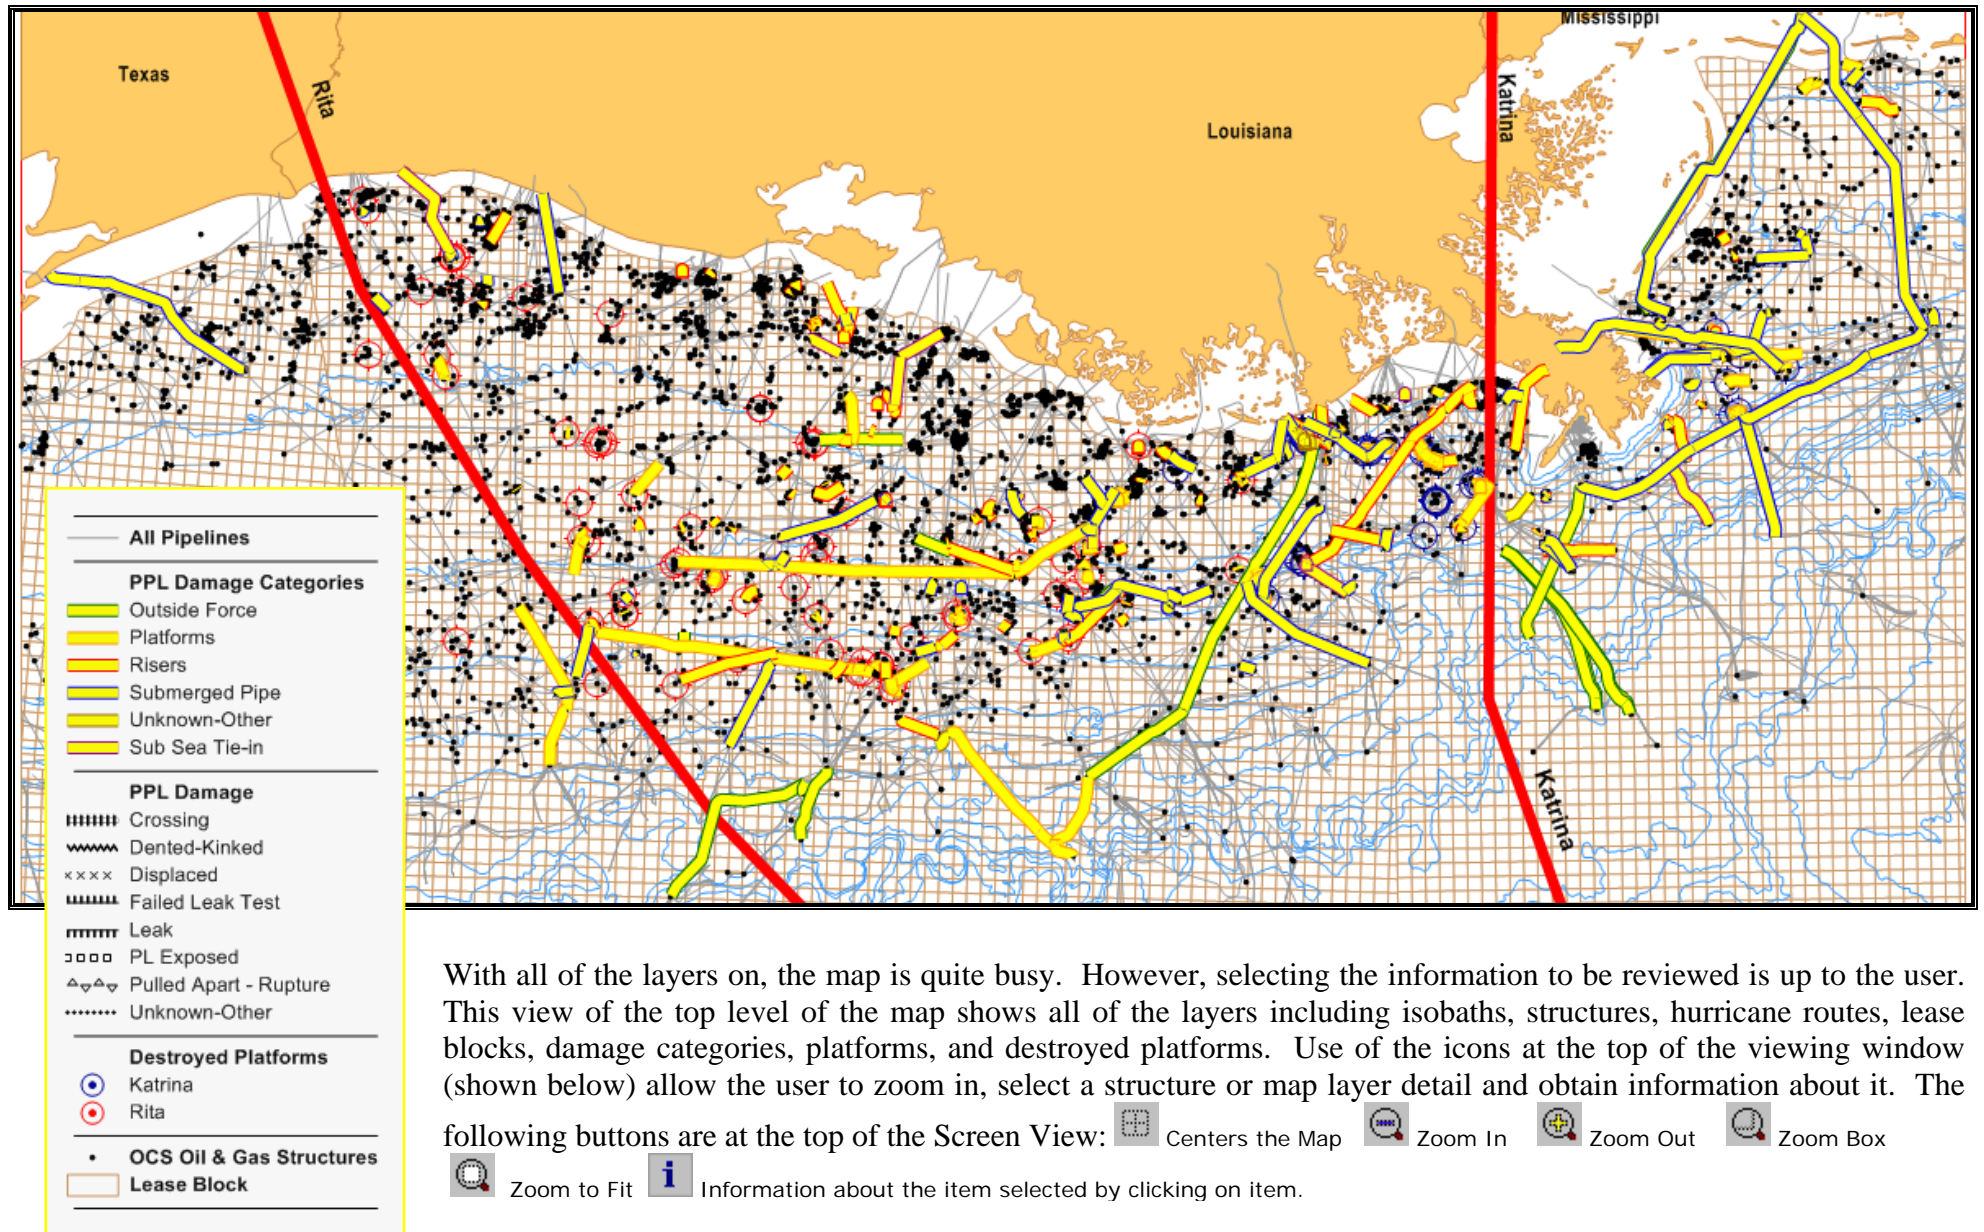 Mississippi
Texas
Rita
Katrina
Louisiana
Katrina
All Pipelines
PPL Damage Categories
Outside Force
Platforms
Risers
Submerged Pipe
Unknown-Other
Sub Sea Tie-in
PPL Damage
Crossing
Dented-Kinked
Displaced
Failed Leak Test
Leak
PL Exposed
Pulled Apart - Rupture
Unknown-Other
Destroyed Platforms
Katrina
Rita
OCS Oil & Gas Structures
Lease Block
With all of the layers on, the map is quite busy. However, selecting the information to be reviewed is up to the user.
This view of the top level of the map shows all of the layers including isobaths, structures, hurricane routes, lease
blocks, damage categories, platforms, and destroyed platforms. Use of the icons at the top of the viewing window
(shown below) allow the user to zoom in, select a structure or map layer detail and obtain information about it. The
following buttons are at the top of the Screen View: Centers the Map Zoom In Zoom Out Zoom Box
Zoom to Fit i Information about the item selected by clicking on item.